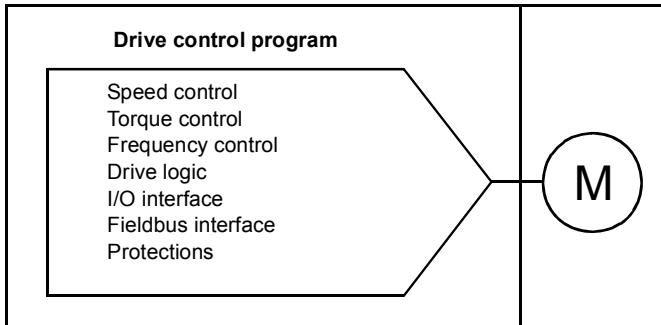 Drive control program
Speed control
Torque control
Frequency control
Drive logic
I/O interface
Fieldbus interface
Protections
M